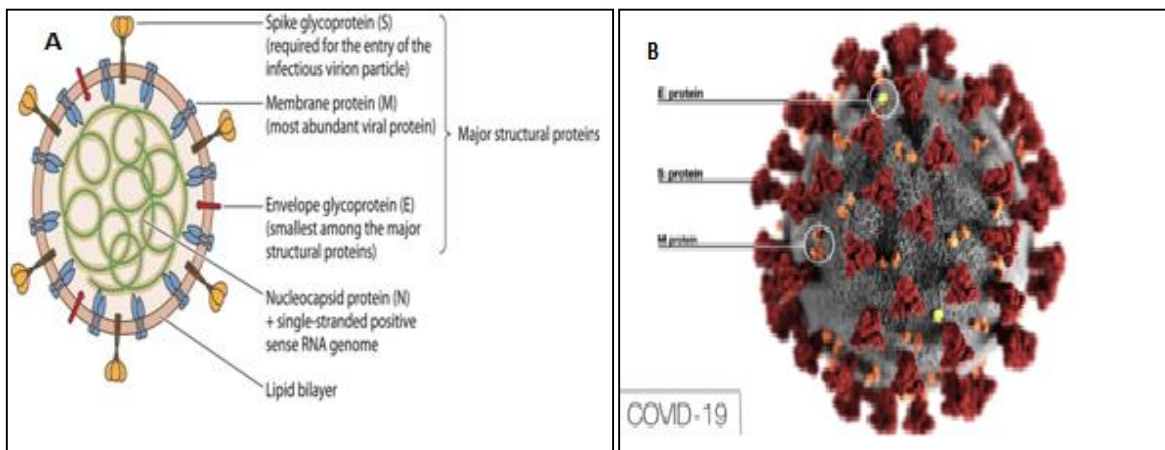 A
Spike glycoprotein (S)
(required for the entry of the
infectious virion particle)
Membrane protein (M)
(most abundant viral protein)
Major structural proteins
Envelope glycoprotein (E)
(smallest among the major
structural proteins)
Nucleocapsid protein (N)
+ single-stranded positive
sense RNA genome
Lipid bilayer
B
E protein
S protein
M protein
COVID-19